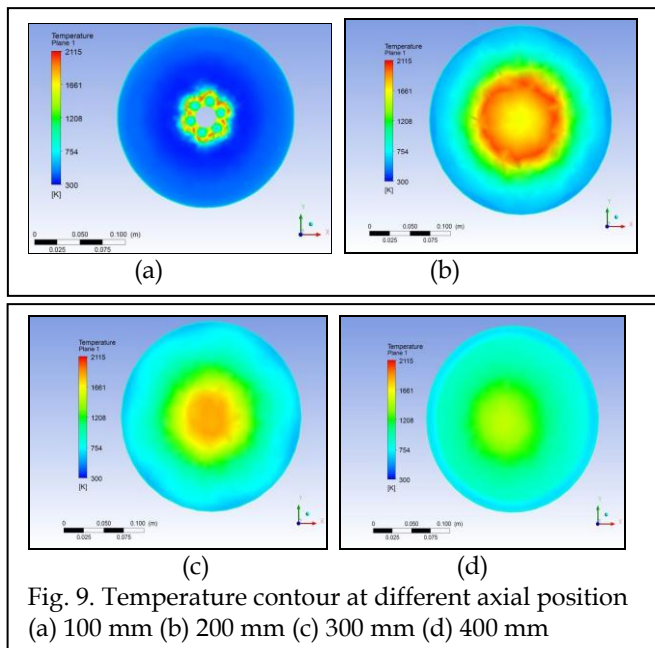 Temperature
Plane 1
2115
1661
1208
754
300
[K]
0 0.050 0.100 (m)
0.025 0.075
Y
X
(a)
Temperature
Plane 1
2115
1661
1208
754
300
[K]
0 0.050 0.100 (m)
0.025 0.075
Y
X
(b)
Temperature
Plane 1
2115
1661
1208
754
300
[K]
0 0.050 0.100 (m)
0.025 0.075
Y
X
(c)
Temperature
Plane 1
2115
1661
1208
754
300
[K]
0 0.050 0.100 (m)
0.025 0.075
Y
X
(d)
Fig. 9. Temperature contour at different axial position
(a) 100 mm (b) 200 mm (c) 300 mm (d) 400 mm